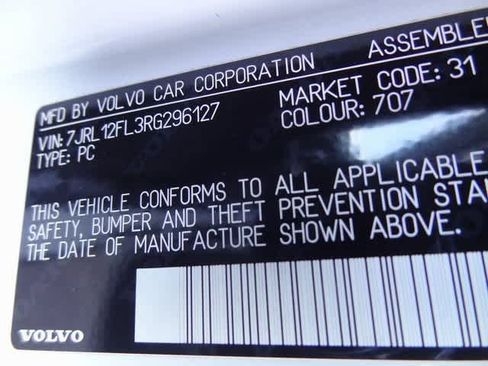 MFD BY VOLVO CAR CORPORATION ASSEMBLE
VIN: 7JRL12FL3RG296127 MARKET CODE: 31
TYPE: PC COLOUR: 707
THIS VEHICLE CONFORMS TO ALL APPLICABLE
SAFETY, BUMPER AND THEFT PREVENTION STA
THE DATE OF MANUFACTURE SHOWN ABOVE.
VOLVO